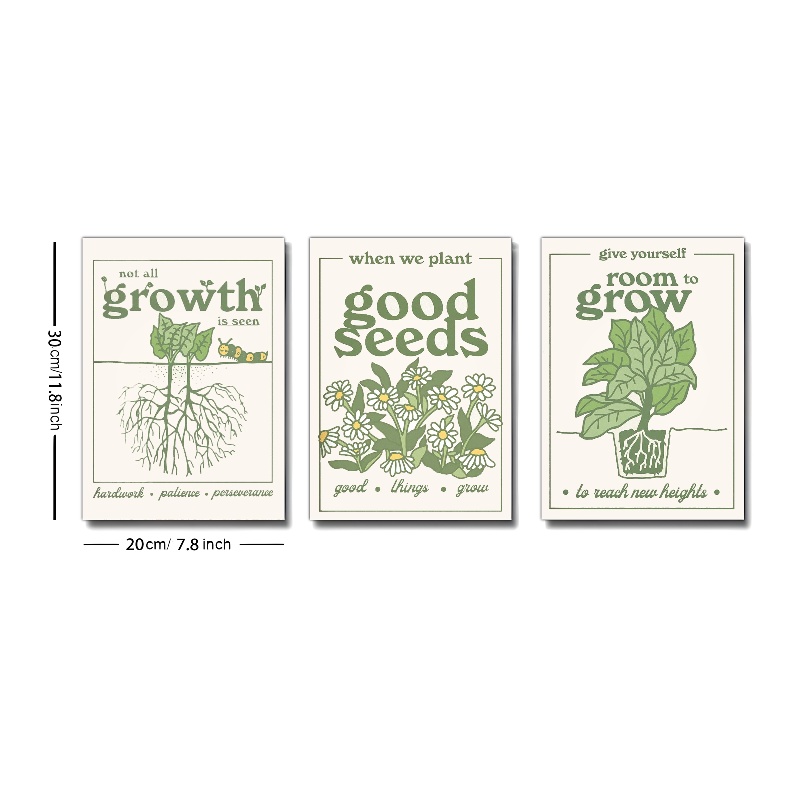 not all
growth
is seen
hardwork • patience • perseverance
when we plant
good
seeds
good • things • grow
give yourself
room to
grow
• to reach new heights •
30cm/11.8inch
20cm/ 7.8 inch